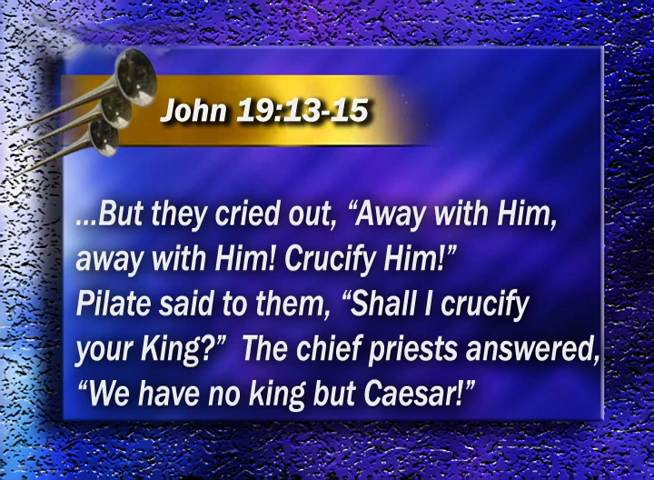 John 19:13-15
...But they cried out, “Away with Him,
away with Him! Crucify Him!”
Pilate said to them, “Shall I crucify
your King?”  The chief priests answered,
“We have no king but Caesar!”